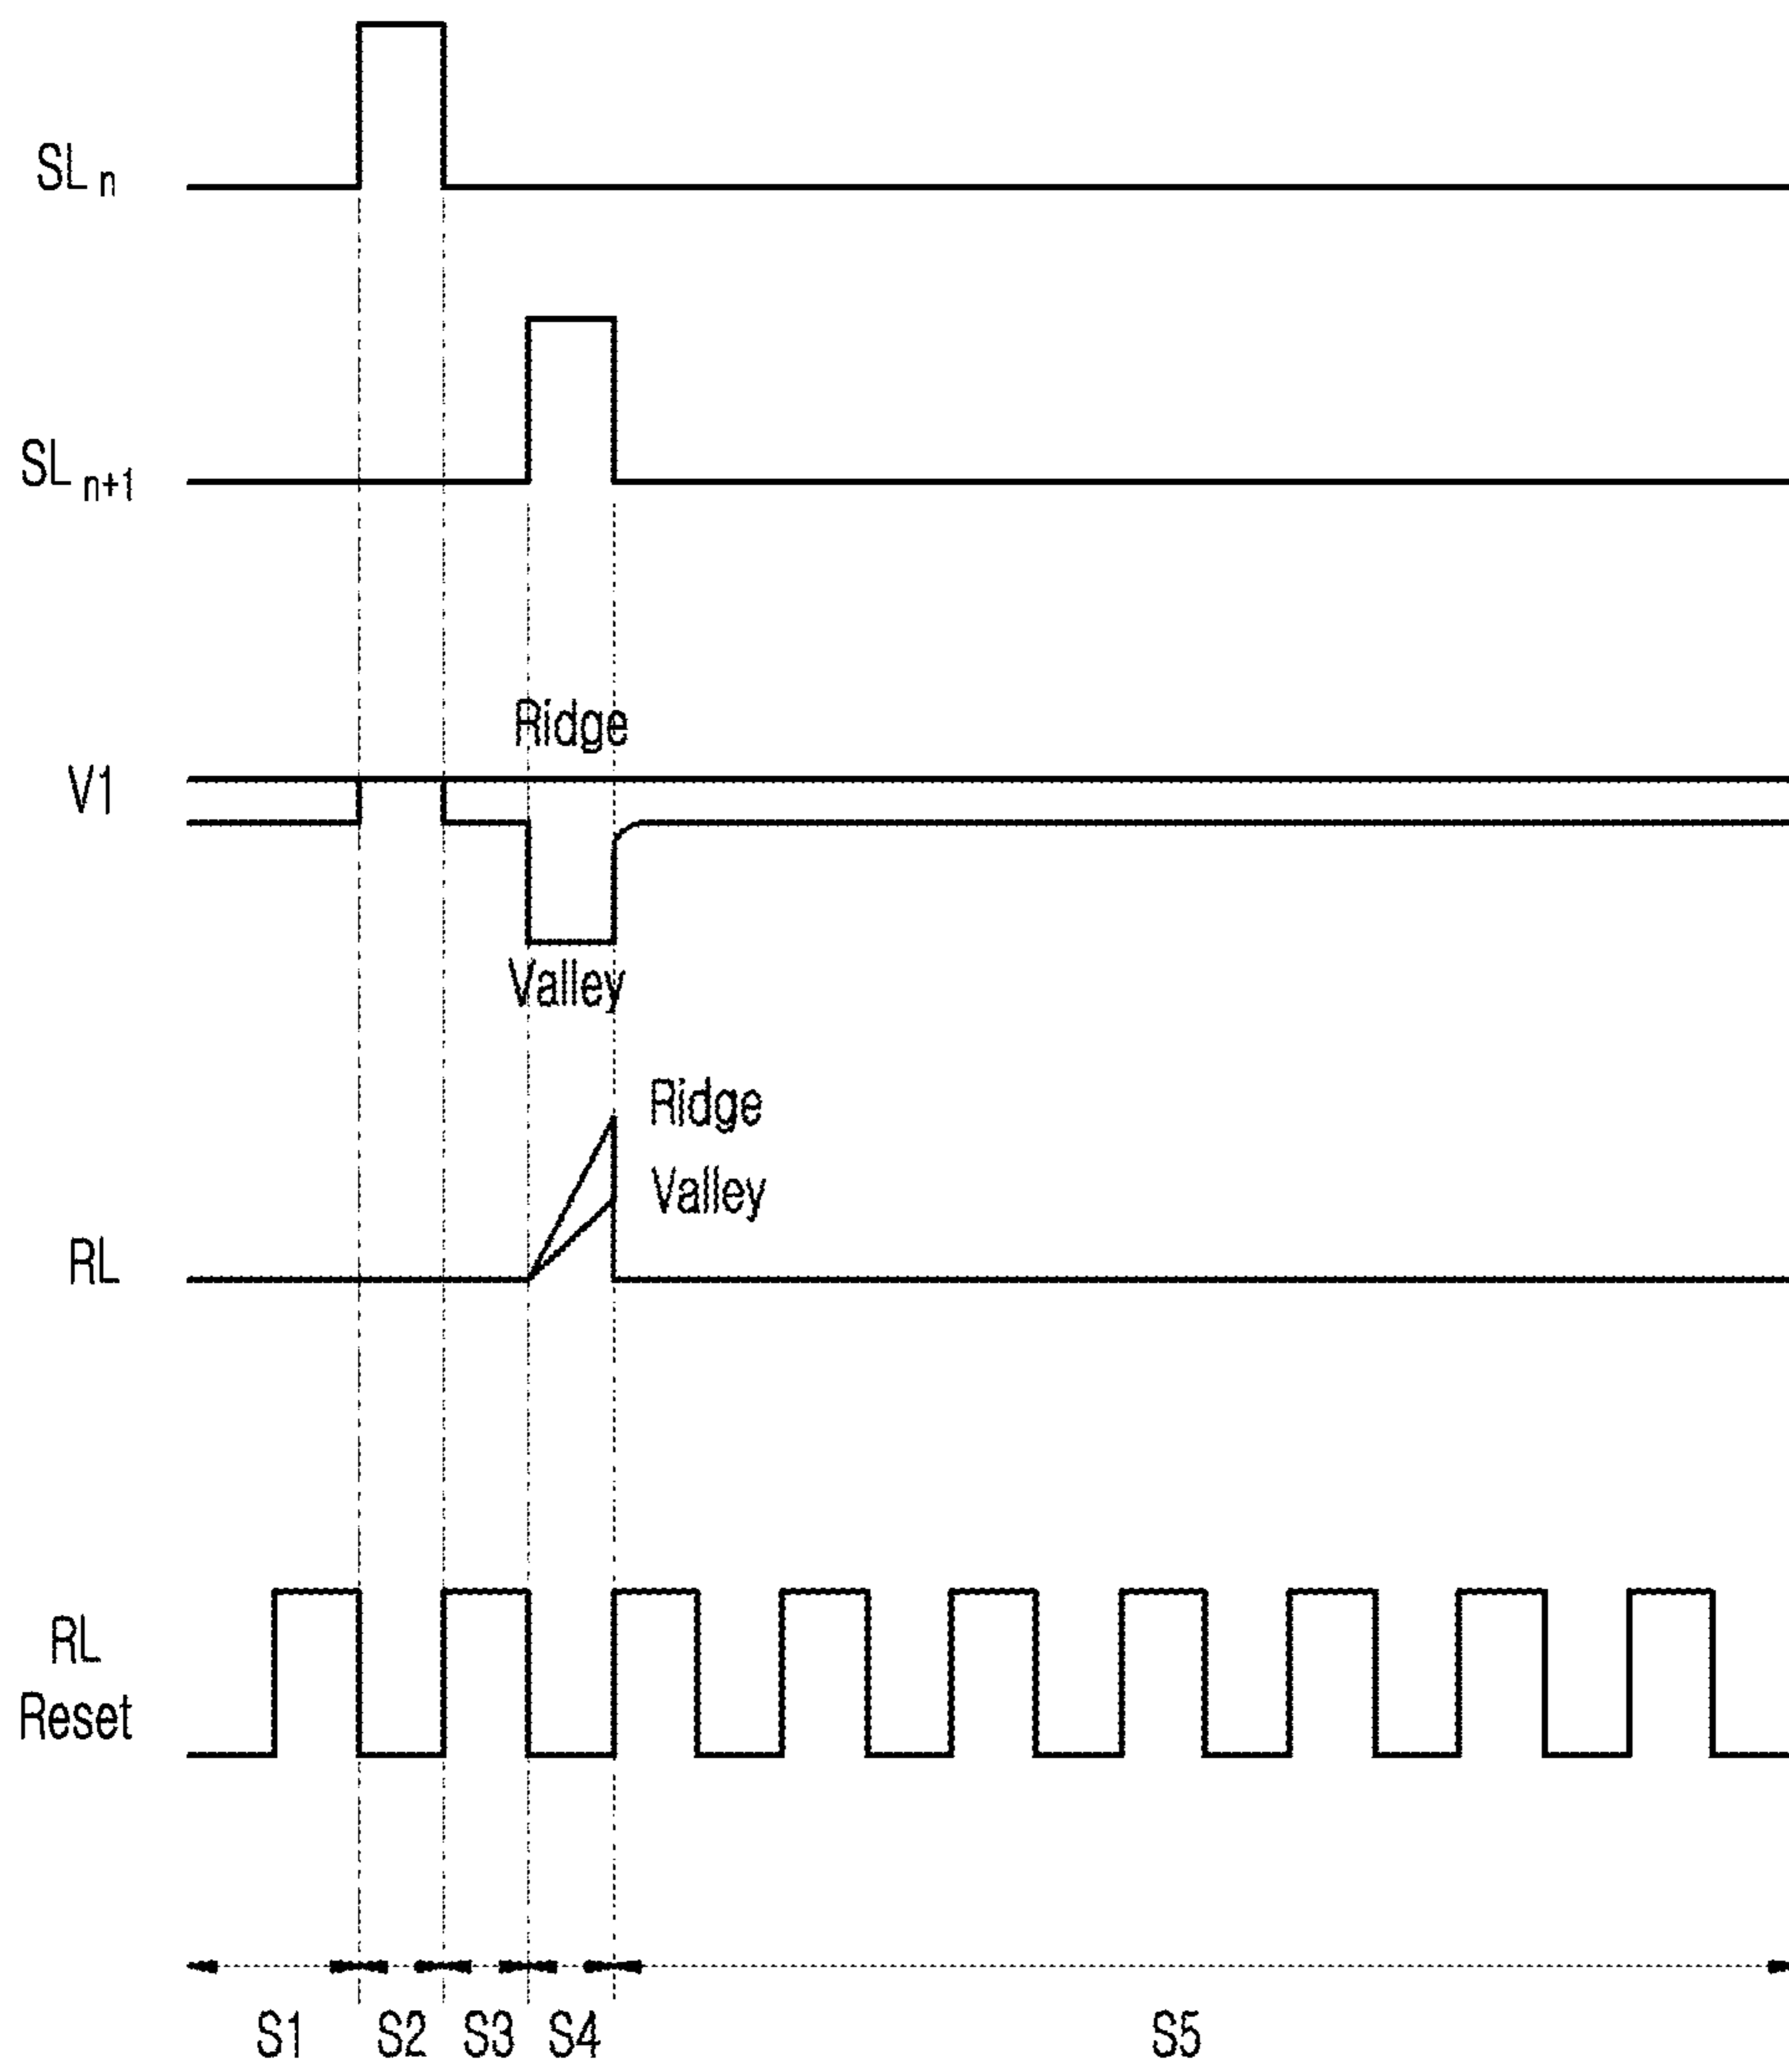 SL n
SL n+1
Ridge
V1
Valley
Ridge
Valley
RL
RL
Reset
S1 S2 S3 S4 S5